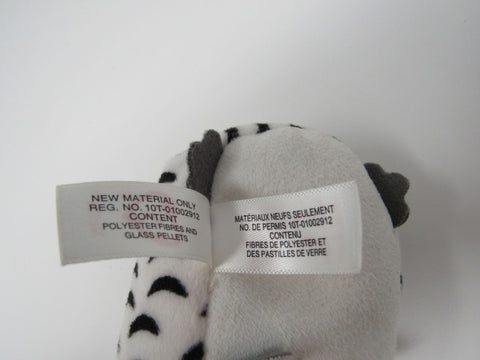 NEW MATERIAL ONLY
REG. NO. 10T-01002912
CONTENT
POLYESTER FIBRES AND
GLASS PELLETS
MATÉRIAUX NEUFS SEULEMENT
NO. DE PERMIS 10T-01002912
CONTENU
FIBRES DE POLYESTER ET
DES PASTILLES DE VERRE